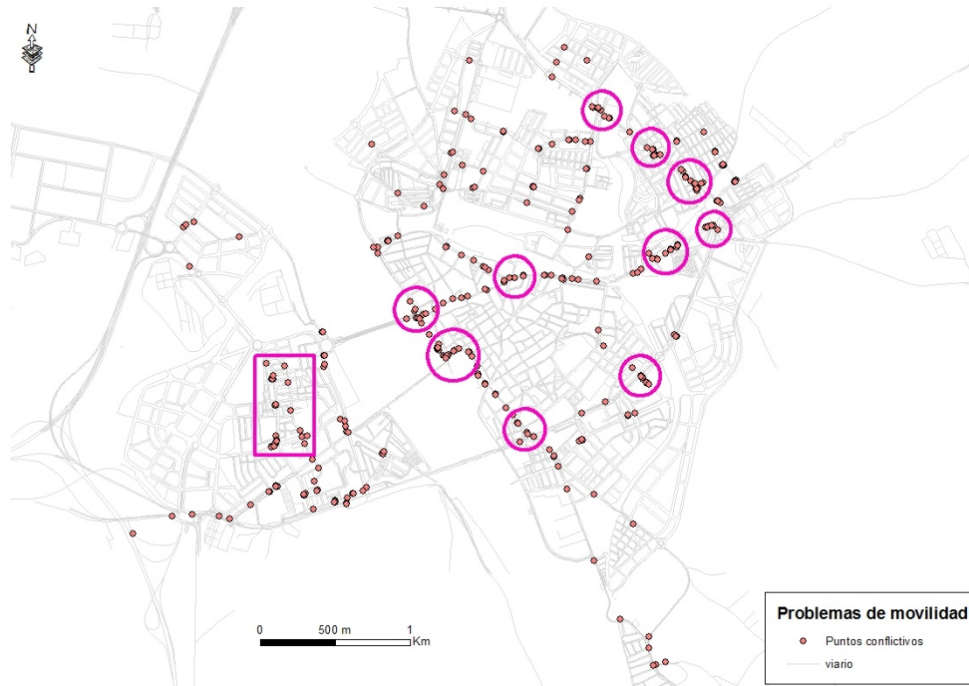 N
0 500 m 1
Km
Problemas de movilidad
Puntos conflictivos
viario